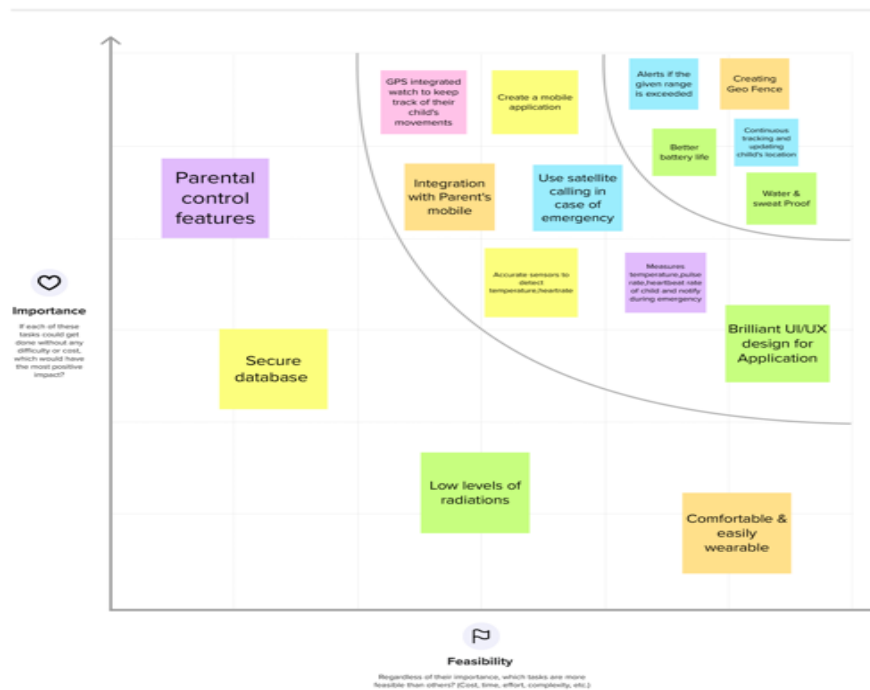 GPS integrated
watch to keep
track of their
child's
movements
Create a mobile
application
Alerts if the
given range
is exceeded
Creating
Geo Fence
Better
battery life
Continuous
tracking and
updating
chlid's location
Water &
sweat Proof
Parental
control
features
Integration
with Parent's
mobile
Use satellite
calling in
case of
emergency
Accurate sensors to
detect
temperature,heartrate
Measures
temperature,pulse
rate,heartbeat rate
of child and notify
during emergency
Brilliant UI/UX
design for
Application
Secure
database
Low levels of
radiations
Comfortable &
easily
wearable
Importance
If each of these
tasks could get
done without any
difficulty or cost,
which would have
the most positive
impact?
Feasibility
Regardless of their importance, which tasks are more
feasible than others? (Cost, time, effort, complexity, etc.)